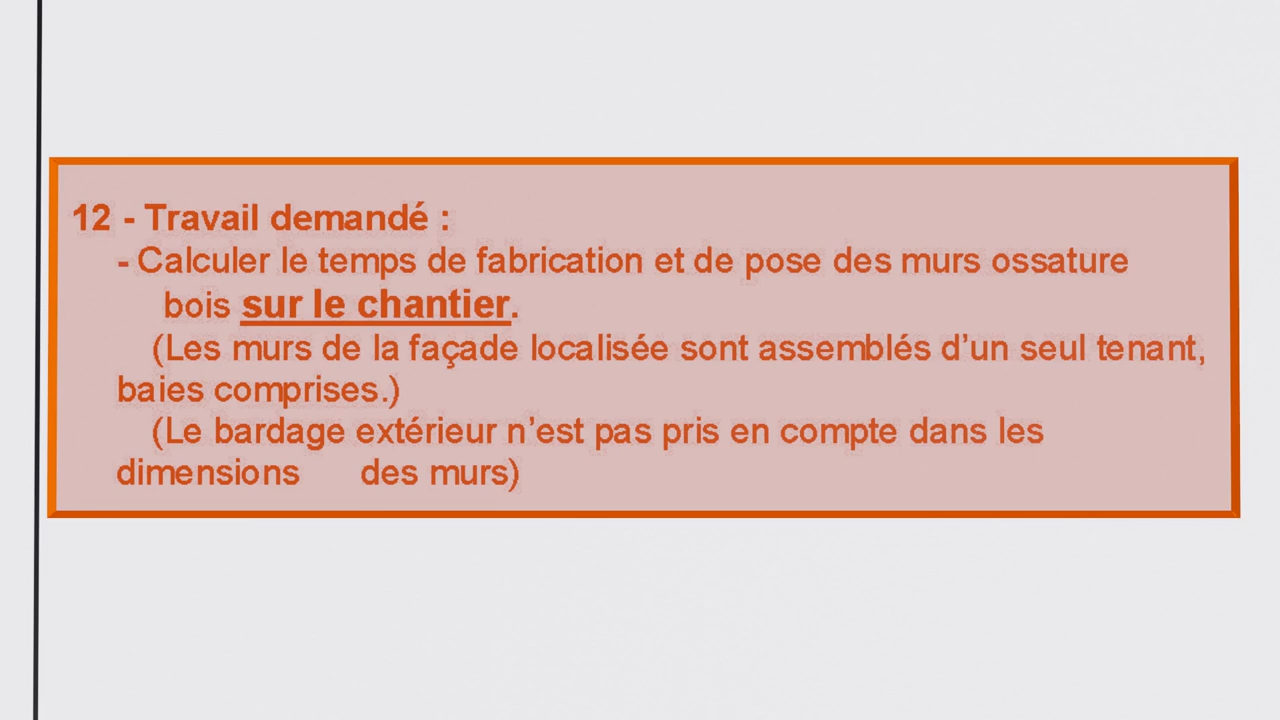 12 - Travail demandé :
- Calculer le temps de fabrication et de pose des murs ossature
bois sur le chantier.
(Les murs de la façade localisée sont assemblés d’un seul tenant,
baies comprises.)
(Le bardage extérieur n’est pas pris en compte dans les
dimensions des murs)